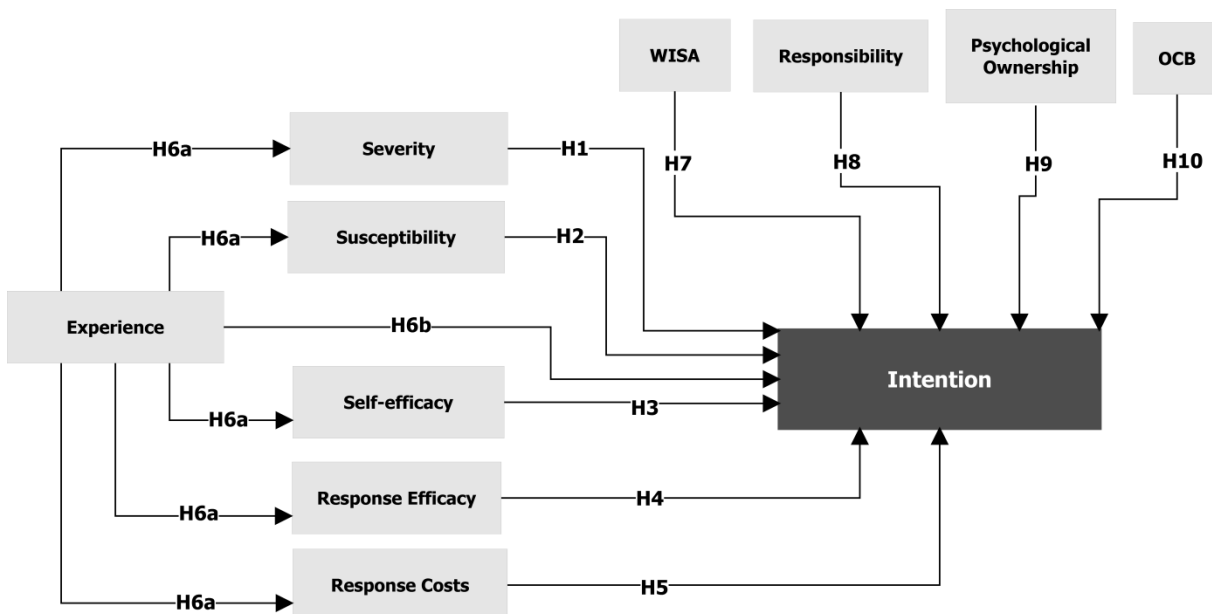 WISA
Responsibility
Psychological
Ownership
OCB
H6a
Severity
H1
H7
H8
H9
H10
H6a
Susceptibility
H2
Experience
H6b
Intention
H6a
Self-efficacy
H3
H6a
Response Efficacy
H4
H6a
Response Costs
H5